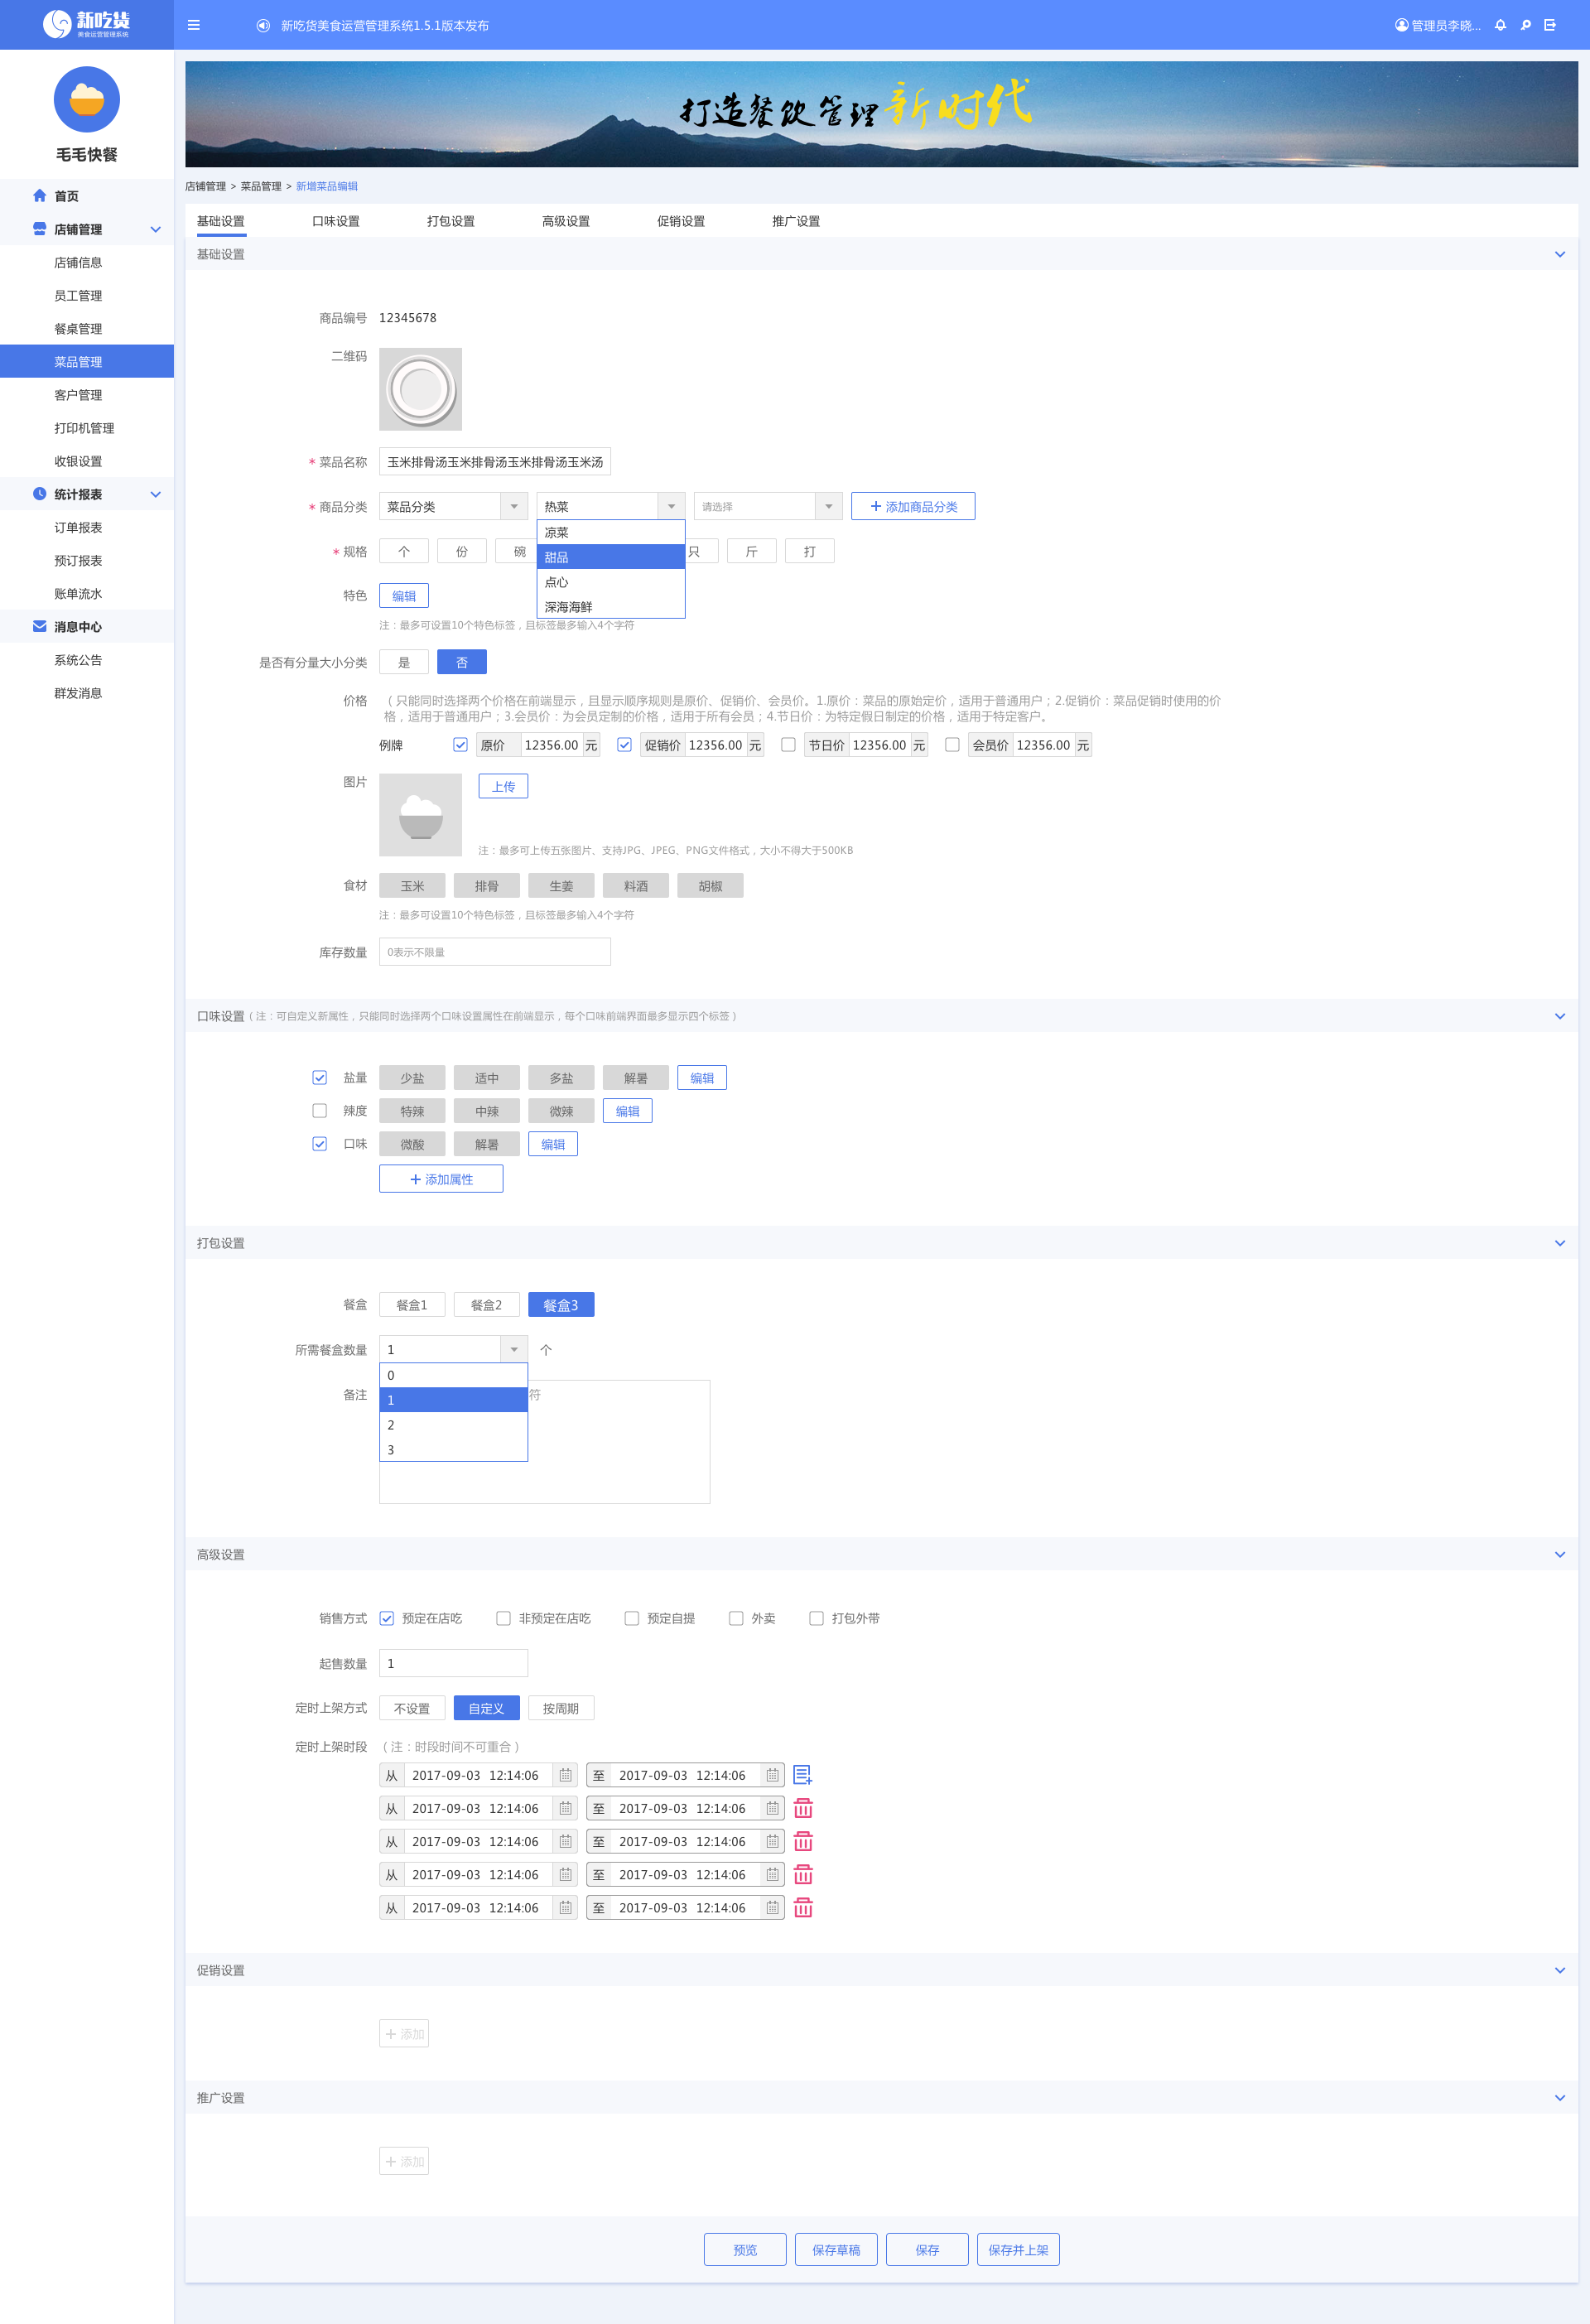 新吃货
美食运营管理系统
新吃货美食运营管理系统1.5.1版本发布
管理员李晓...
毛毛快餐
首页
店铺管理
店铺信息
员工管理
餐桌管理
菜品管理
客户管理
打印机管理
收银设置
统计报表
订单报表
预订报表
账单流水
消息中心
系统公告
群发消息
打造餐饮管理新时代
店铺管理 > 菜品管理 > 新增菜品编辑
基础设置 口味设置 打包设置 高级设置 促销设置 推广设置
基础设置
商品编号 12345678
二维码
* 菜品名称 玉米排骨汤玉米排骨汤玉米排骨汤玉米汤
* 商品分类 菜品分类 热菜 请选择 + 添加商品分类
凉菜
甜品
点心
深海海鲜
* 规格 个 份 碗 只 斤 打
特色 编辑
注：最多可设置10个特色标签，且标签最多输入4个字符
是否有分量大小分类 是 否
价格 （只能同时选择两个价格在前端显示，且显示顺序规则是原价、促销价、会员价。1.原价：菜品的原始定价，适用于普通用户；2.促销价：菜品促销时使用的价
格，适用于普通用户；3.会员价：为会员定制的价格，适用于所有会员；4.节日价：为特定假日制定的价格，适用于特定客户。
例牌 原价 12356.00 元 促销价 12356.00 元 节日价 12356.00 元 会员价 12356.00 元
图片 上传
注：最多可上传五张图片、支持JPG、JPEG、PNG文件格式，大小不得大于500KB
食材 玉米 排骨 生姜 料酒 胡椒
注：最多可设置10个特色标签，且标签最多输入4个字符
库存数量 0表示不限量
口味设置（注：可自定义新属性，只能同时选择两个口味设置属性在前端显示，每个口味前端界面最多显示四个标签）
盐量 少盐 适中 多盐 解暑 编辑
辣度 特辣 中辣 微辣 编辑
口味 微酸 解暑 编辑
+ 添加属性
打包设置
餐盒 餐盒1 餐盒2 餐盒3
所需餐盒数量 1 个
0
1
2
3
备注 符
高级设置
销售方式 预定在店吃 非预定在店吃 预定自提 外卖 打包外带
起售数量 1
定时上架方式 不设置 自定义 按周期
定时上架时段 （注：时段时间不可重合）
从 2017-09-03 12:14:06 至 2017-09-03 12:14:06
从 2017-09-03 12:14:06 至 2017-09-03 12:14:06
从 2017-09-03 12:14:06 至 2017-09-03 12:14:06
从 2017-09-03 12:14:06 至 2017-09-03 12:14:06
从 2017-09-03 12:14:06 至 2017-09-03 12:14:06
促销设置
+ 添加
推广设置
+ 添加
预览 保存草稿 保存 保存并上架